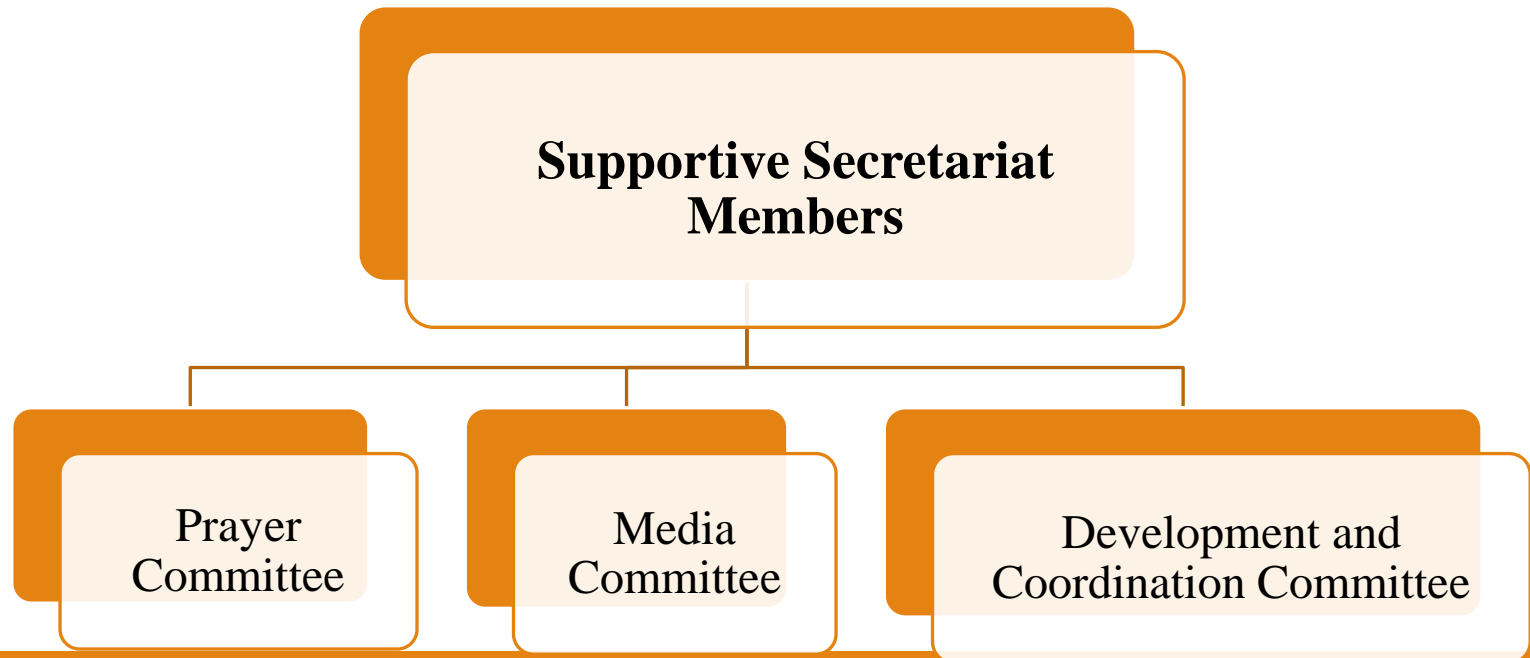 Supportive Secretariat
Members
Prayer
Committee
Media
Committee
Development and
Coordination Committee